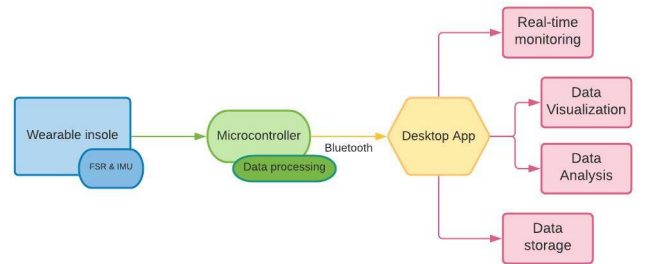 Wearable insole
FSR & IMU
Microcontroller
Data processing
Bluetooth
Desktop App
Real-time
monitoring
Data
Visualization
Data
Analysis
Data
storage